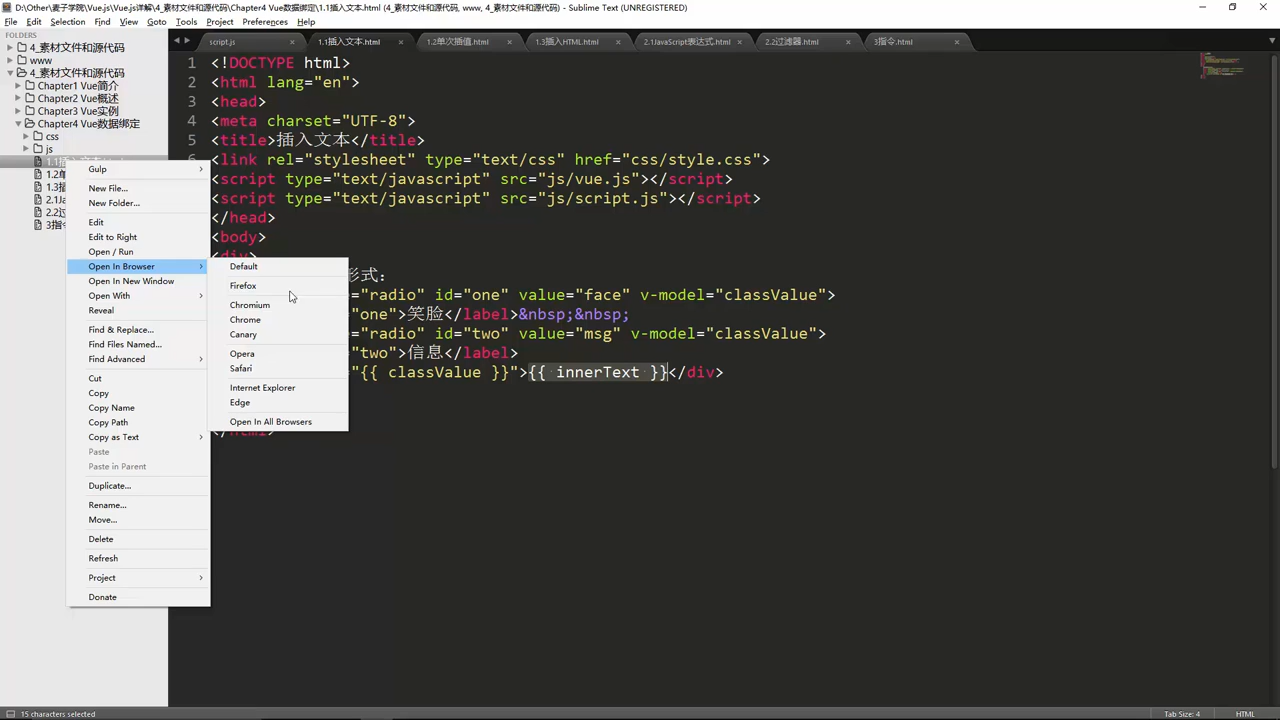 D:\Other\麦子学院\Vue.js\Vue.js详解\4_素材文件和源代码\Chapter4 Vue数据绑定\1.1插入文本.html (4_素材文件和源代码, www, 4_素材文件和源代码) - Sublime Text (UNREGISTERED)
File Edit Selection Find View Goto Tools Project Preferences Help
FOLDERS
4_素材文件和源代码
www
4_素材文件和源代码
Chapter1 Vue简介
Chapter2 Vue概述
Chapter3 Vue实例
Chapter4 Vue数据绑定
css
js
script.js 1.1插入文本.html 1.2单次插值.html 1.3插入HTML.html 2.1JavaScript表达式.html 2.2过滤器.html 3指令.html
1 <!DOCTYPE html>
2 <html lang="en">
3 <head>
4 <meta charset="UTF-8">
5 <title>插入文本</title>
6 <link rel="stylesheet" type="text/css" href="css/style.css">
7 <script type="text/javascript" src="js/vue.js"></script>
8 <script type="text/javascript" src="js/script.js"></script>
</head>
<body>
<div>
形式:
="radio" id="one" value="face" v-model="classValue">
"one">笑脸</label>&nbsp;&nbsp;
="radio" id="two" value="msg" v-model="classValue">
"two">信息</label>
"{{ classValue }}">{{ innerText }}</div>
Gulp
New File...
New Folder...
Edit
Edit to Right
Open / Run
Open In Browser
Open In New Window
Open With
Reveal
Find & Replace...
Find Files Named...
Find Advanced
Cut
Copy
Copy Name
Copy Path
Copy as Text
Paste
Paste in Parent
Duplicate...
Rename...
Move...
Delete
Refresh
Project
Donate
Default
Firefox
Chromium
Chrome
Canary
Opera
Safari
Internet Explorer
Edge
Open In All Browsers
15 characters selected
Tab Size: 4
HTML